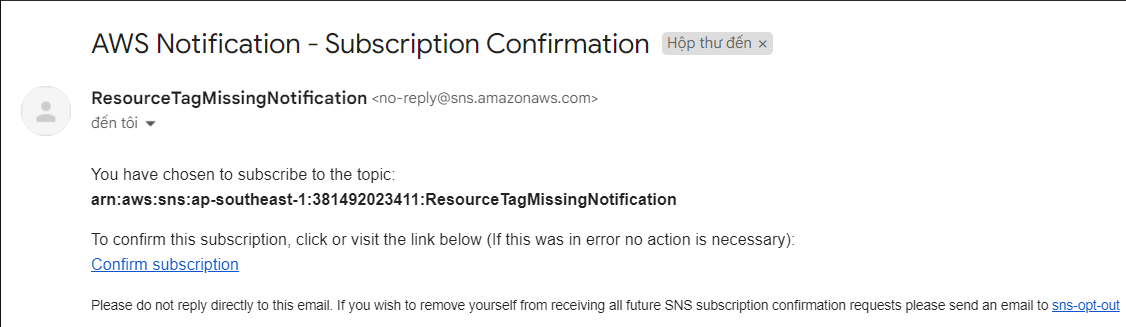 AWS Notification - Subscription Confirmation Hộp thư đến ×
ResourceTagMissingNotification <no-reply@sns.amazonaws.com>
đến tôi
You have chosen to subscribe to the topic:
arn:aws:sns:ap-southeast-1:381492023411:ResourceTagMissingNotification
To confirm this subscription, click or visit the link below (If this was in error no action is necessary):
Confirm subscription
Please do not reply directly to this email. If you wish to remove yourself from receiving all future SNS subscription confirmation requests please send an email to sns-opt-out